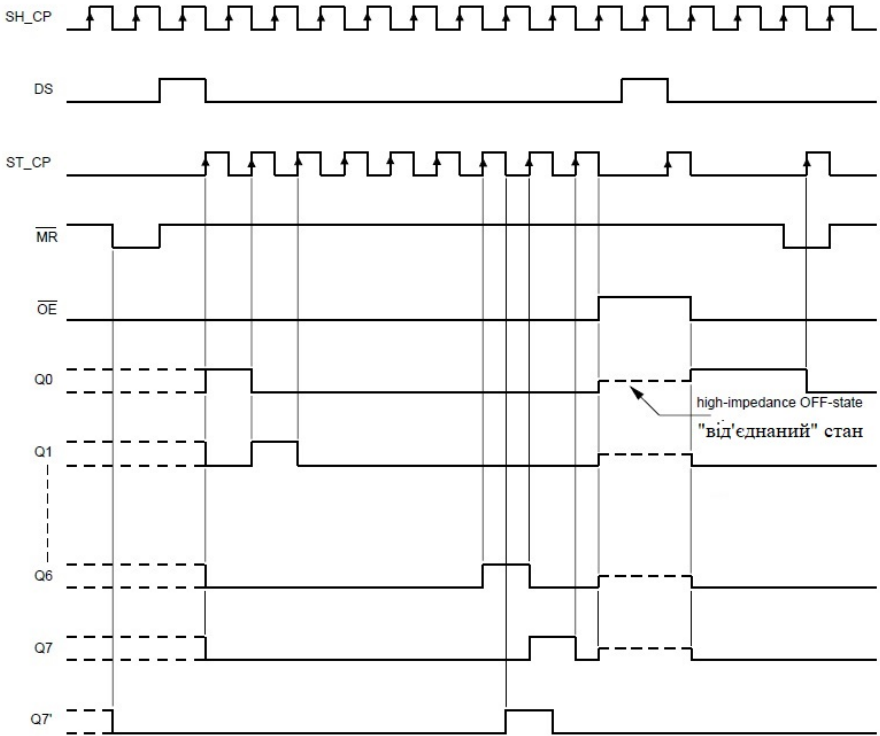 SH_CP
DS
ST_CP
MR
OE
Q0
high-impedance OFF-state
"від'єднаний" стан
Q1
Q6
Q7
Q7'